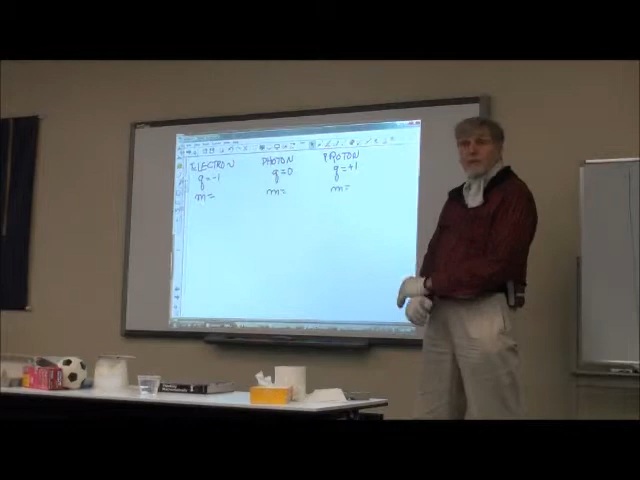 ELECTRON PHOTON PROTON
q=-1 q=0 q=+1
m= m= m=